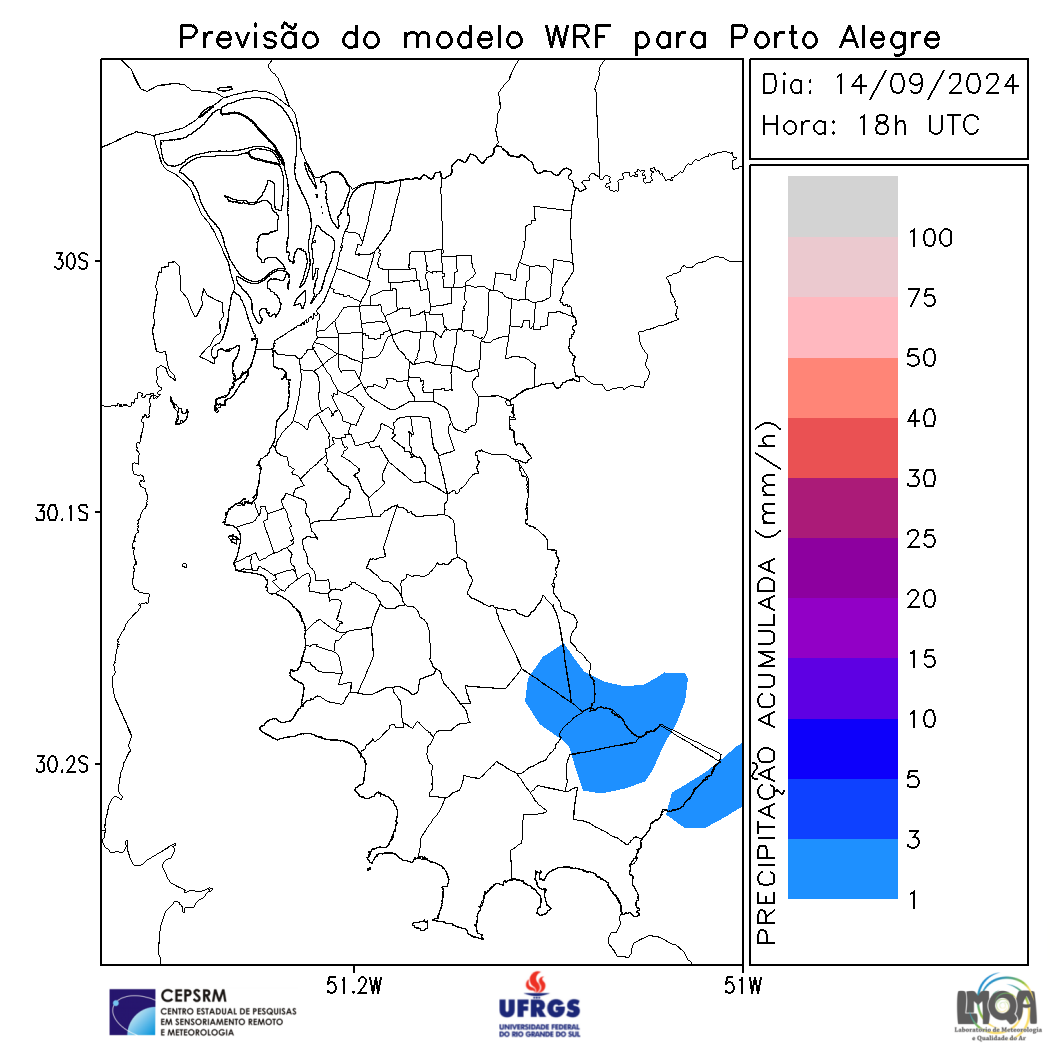 Previsão do modelo WRF para Porto Alegre
Dia: 14/09/2024
Hora: 18h UTC
30S
30.1S
30.2S
51.2W
51W
PRECIPITAÇÃO ACUMULADA (mm/h)
100
75
50
40
30
25
20
15
10
5
3
1
CEPSRM
CENTRO ESTADUAL DE PESQUISAS
EM SENSORIAMENTO REMOTO
E METEOROLOGIA
UFRGS
UNIVERSIDADE FEDERAL
DO RIO GRANDE DO SUL
LMQA
Laboratório de Meteorologia
e Qualidade do Ar